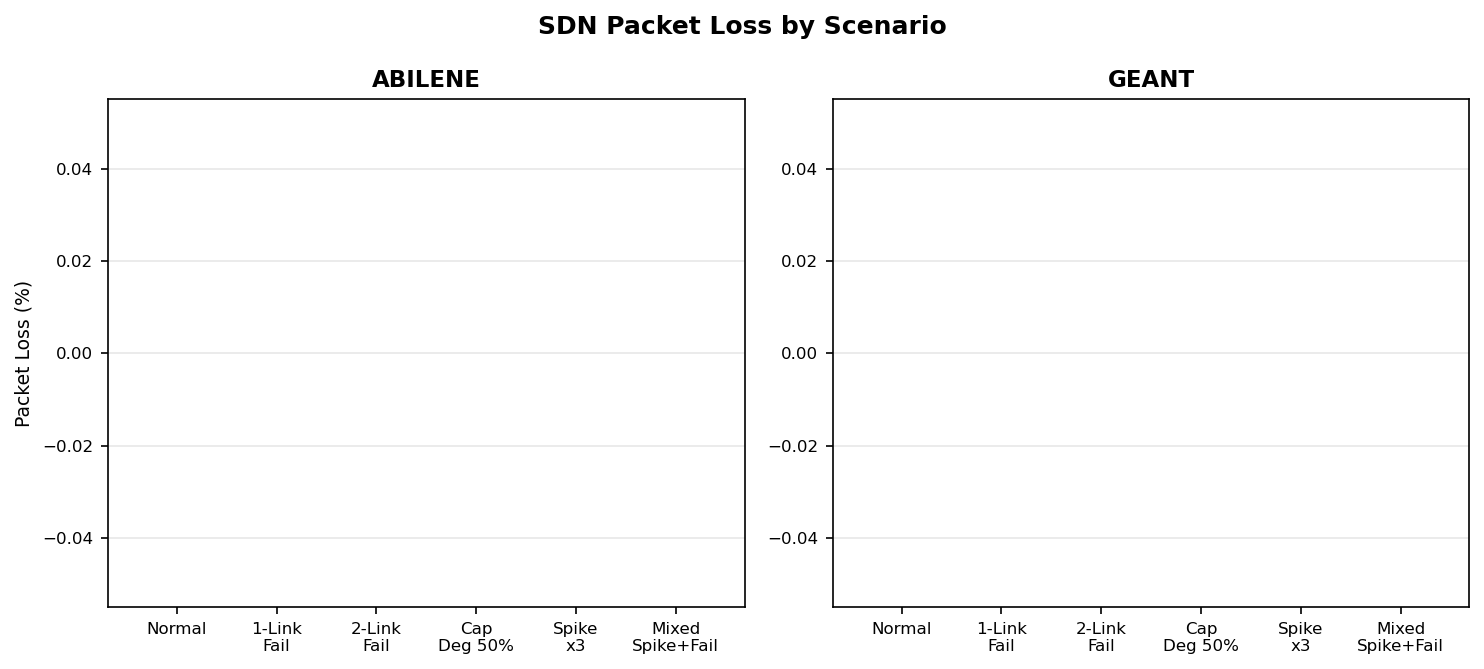 SDN Packet Loss by Scenario
ABILENE
Packet Loss (%)
0.04
0.02
0.00
−0.02
−0.04
Normal
1-Link
Fail
2-Link
Fail
Cap
Deg 50%
Spike
x3
Mixed
Spike+Fail
GEANT
0.04
0.02
0.00
−0.02
−0.04
Normal
1-Link
Fail
2-Link
Fail
Cap
Deg 50%
Spike
x3
Mixed
Spike+Fail